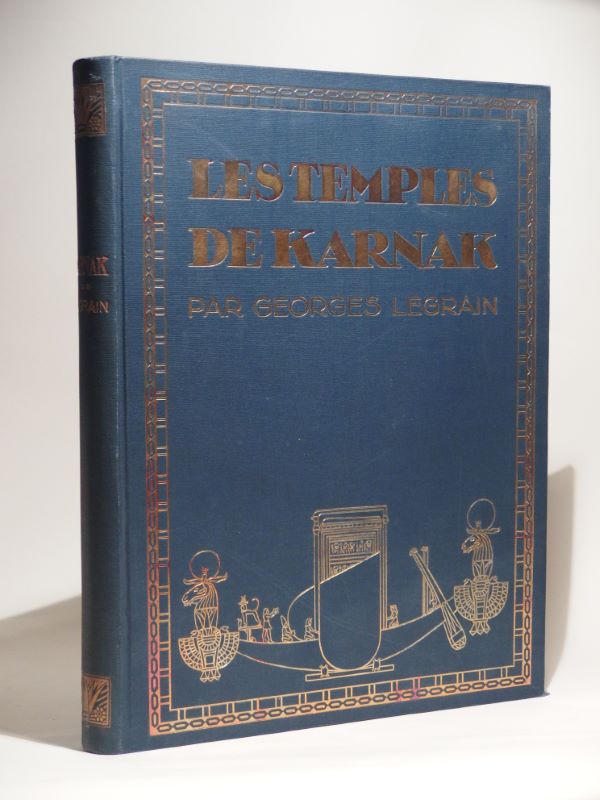 LES TEMPLES
DE KARNAK
PAR GEORGES LEGRAIN